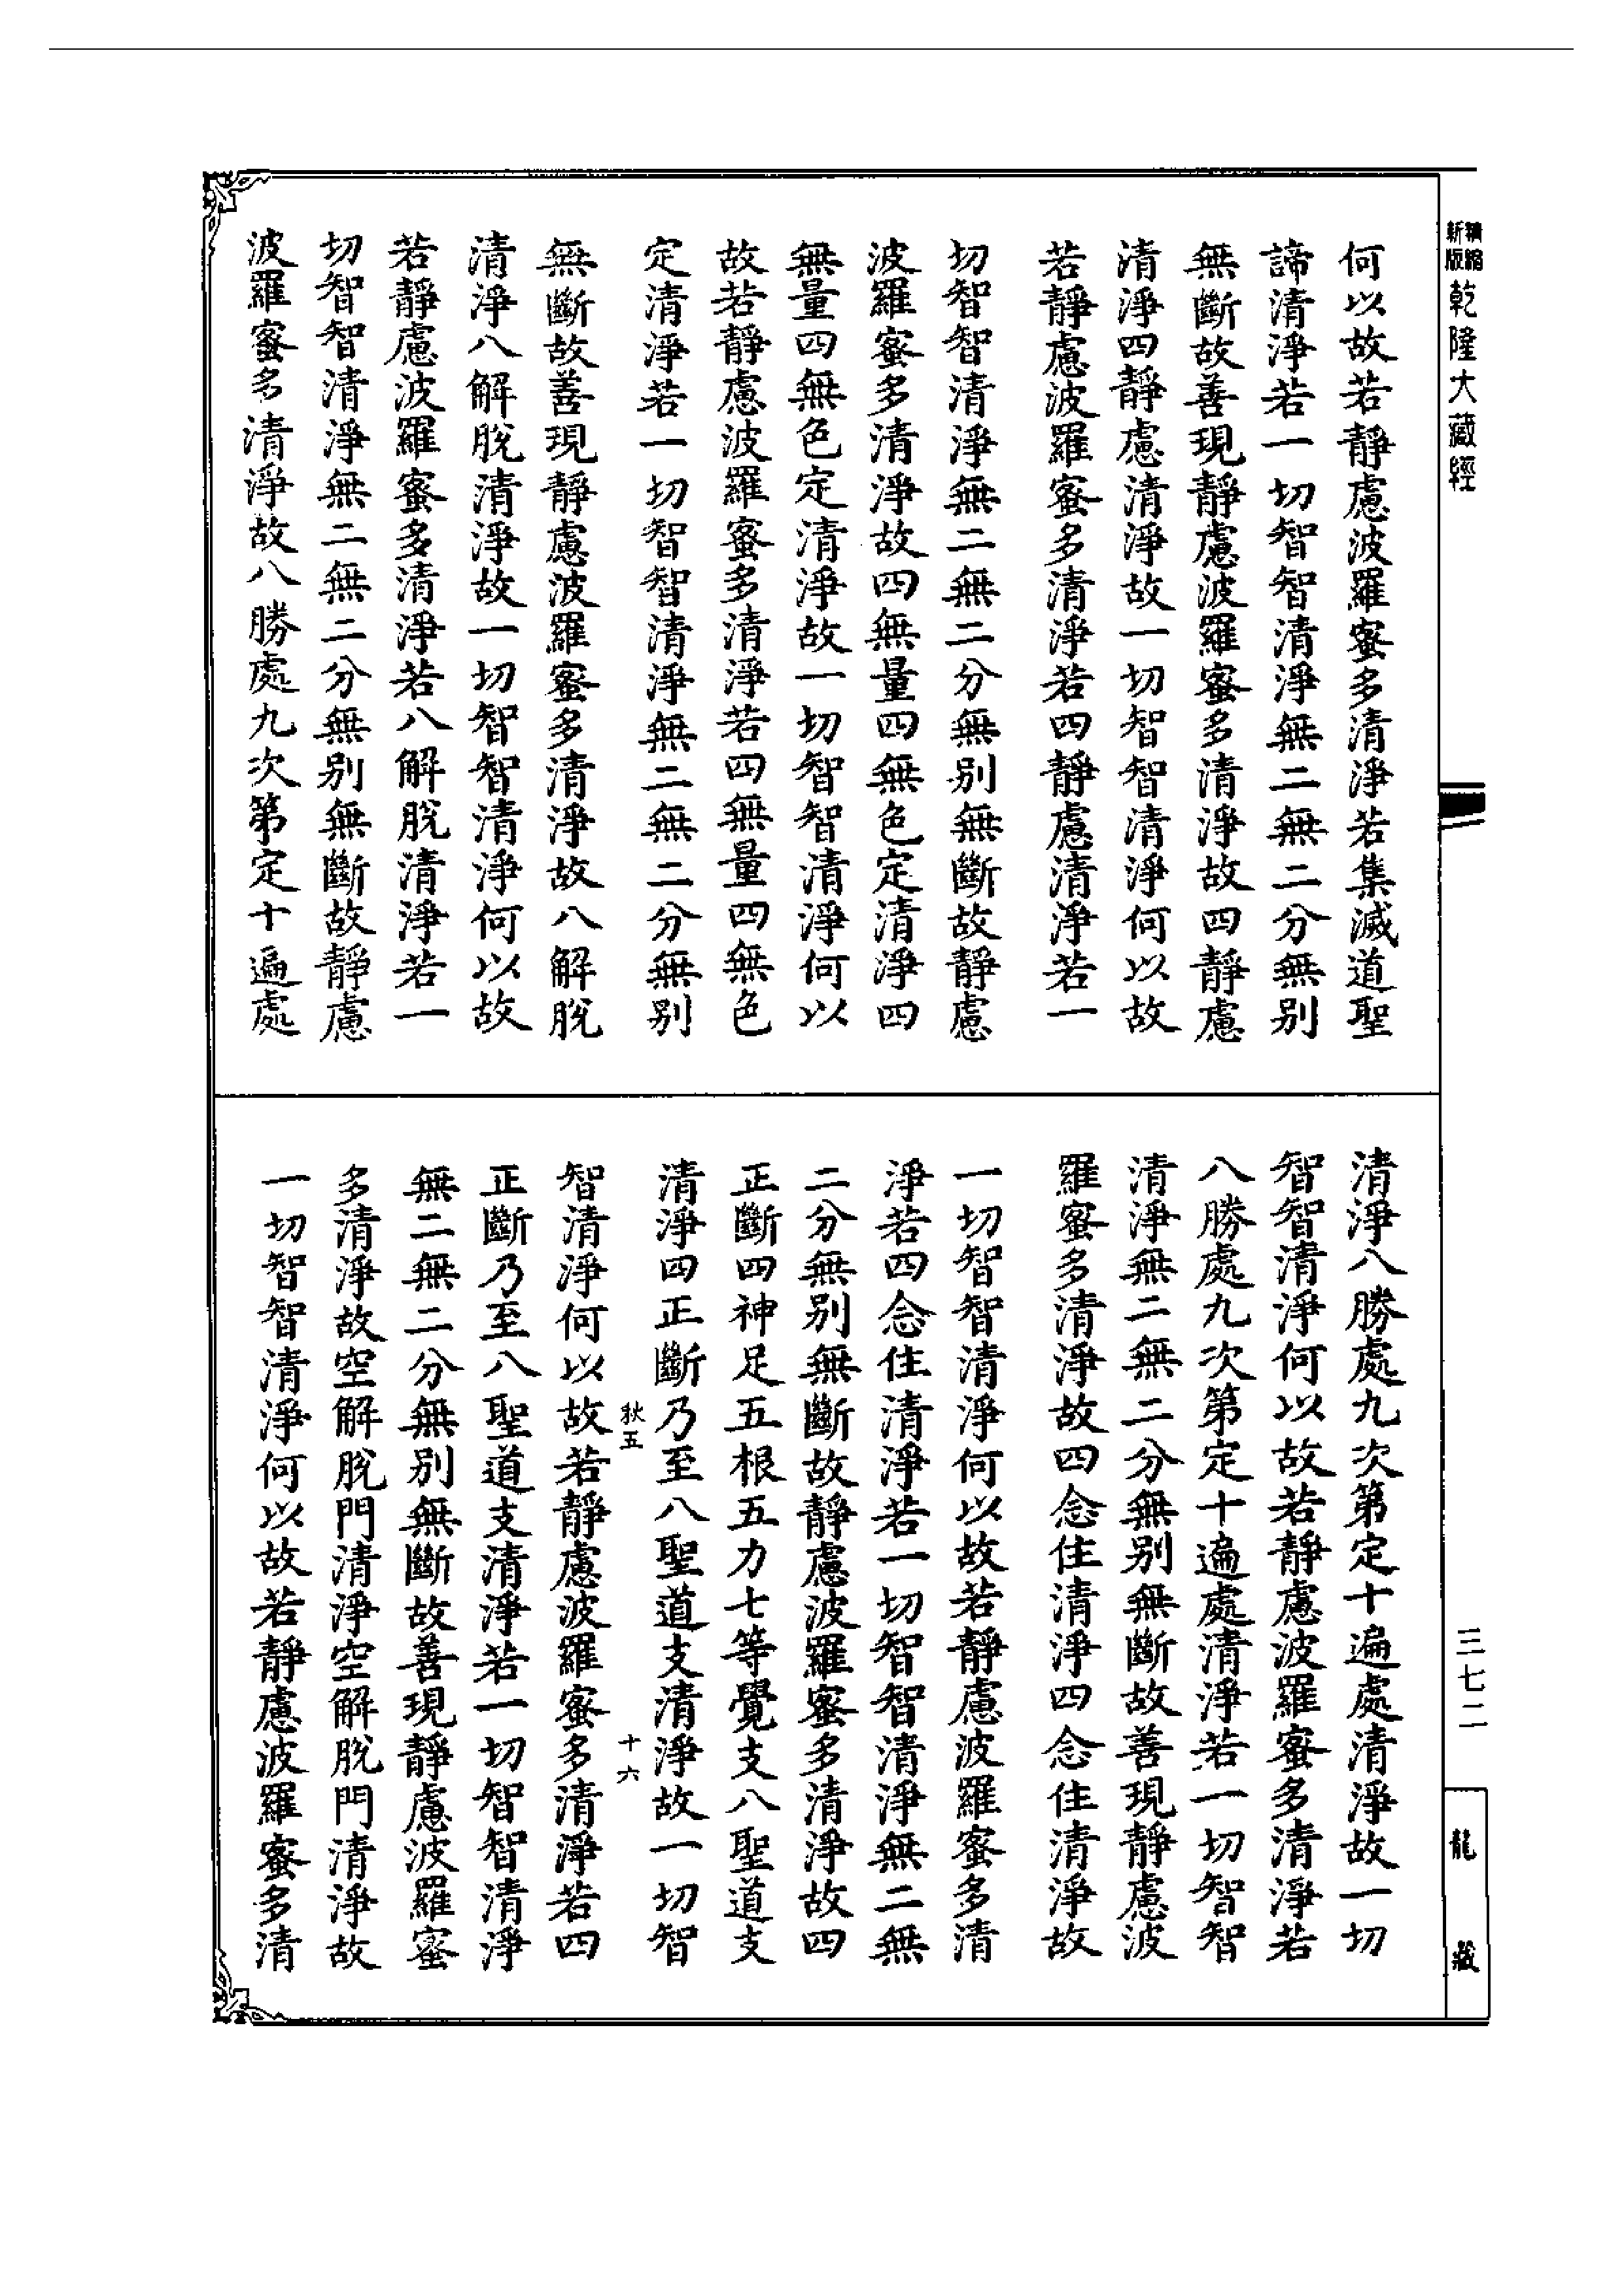 新版精縮乾隆大藏經
何以故若靜慮波羅蜜多清淨若集滅道聖
諦清淨若一切智智清淨無二無二分無別
無斷故善現靜慮波羅蜜多清淨故四靜慮
清淨四靜慮清淨故一切智智清淨何以故
若靜慮波羅蜜多清淨若四靜慮清淨若一
切智智清淨無二無二分無別無斷故靜慮
波羅蜜多清淨故四無量四無色定清淨四
無量四無色定清淨故一切智智清淨何以
故若靜慮波羅蜜多清淨若四無量四無色
定清淨若一切智智清淨無二無二分無別
無斷故善現靜慮波羅蜜多清淨故八解脫
清淨八解脫清淨故一切智智清淨何以故
若靜慮波羅蜜多清淨若八解脫清淨若一
切智智清淨無二無二分無別無斷故靜慮
波羅蜜多清淨故八勝處九次第定十遍處
清淨八勝處九次第定十遍處清淨故一切
智智清淨何以故若靜慮波羅蜜多清淨若
八勝處九次第定十遍處清淨若一切智智
清淨無二無二分無別無斷故善現靜慮波
羅蜜多清淨故四念住清淨四念住清淨故
一切智智清淨何以故若靜慮波羅蜜多清
淨若四念住清淨若一切智智清淨無二無
二分無別無斷故靜慮波羅蜜多清淨故四
正斷四神足五根五力七等覺支八聖道支
清淨四正斷乃至八聖道支清淨故一切智
秋五 十六
智清淨何以故若靜慮波羅蜜多清淨若四
正斷乃至八聖道支清淨若一切智智清淨
無二無二分無別無斷故善現靜慮波羅蜜
多清淨故空解脫門清淨空解脫門清淨故
一切智智清淨何以故若靜慮波羅蜜多清
三七二
龍藏